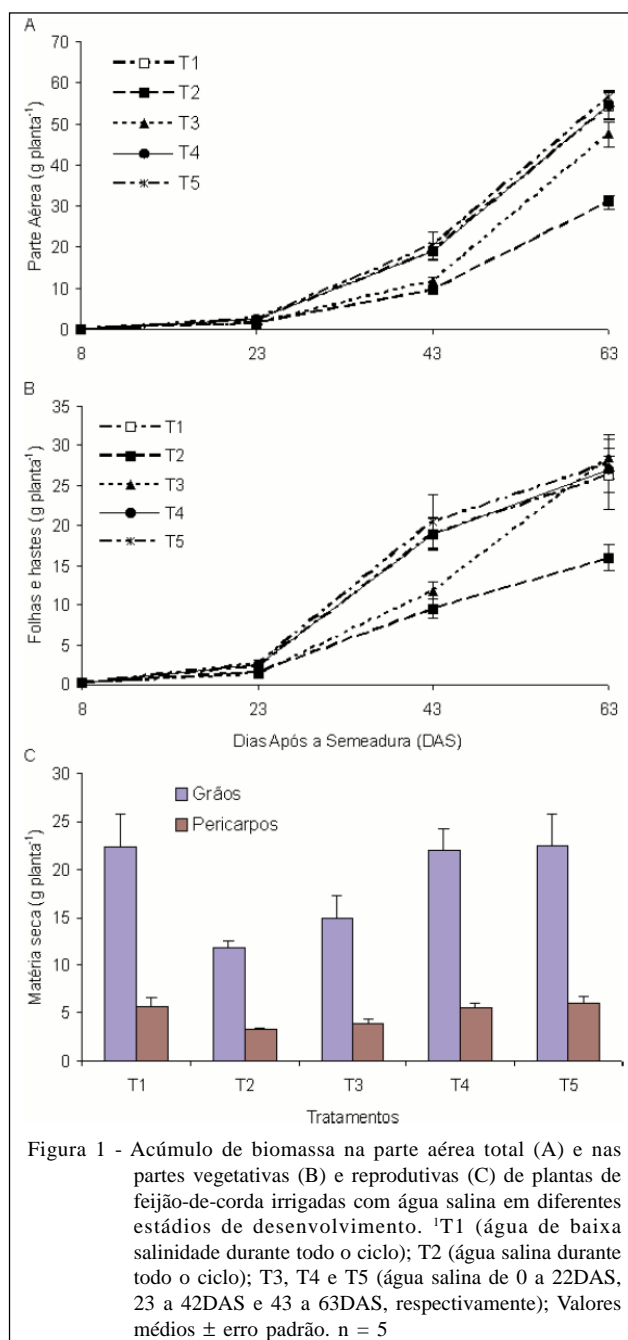 A
Parte Aérea (g planta⁻¹)
70
60
50
40
30
20
10
0
T1
T2
T3
T4
T5
8 23 43 63
B
Folhas e hastes (g planta⁻¹)
35
30
25
20
15
10
5
0
T1
T2
T3
T4
T5
8 23 43 63
Dias Após a Semeadura (DAS)
C
Matéria seca (g planta⁻¹)
30
25
20
15
10
5
0
Grãos
Pericarpos
T1 T2 T3 T4 T5
Tratamentos
Figura 1 - Acúmulo de biomassa na parte aérea total (A) e nas
partes vegetativas (B) e reprodutivas (C) de plantas de
feijão-de-corda irrigadas com água salina em diferentes
estádios de desenvolvimento. ¹T1 (água de baixa
salinidade durante todo o ciclo); T2 (água salina durante
todo o ciclo); T3, T4 e T5 (água salina de 0 a 22DAS,
23 a 42DAS e 43 a 63DAS, respectivamente); Valores
médios ± erro padrão. n = 5